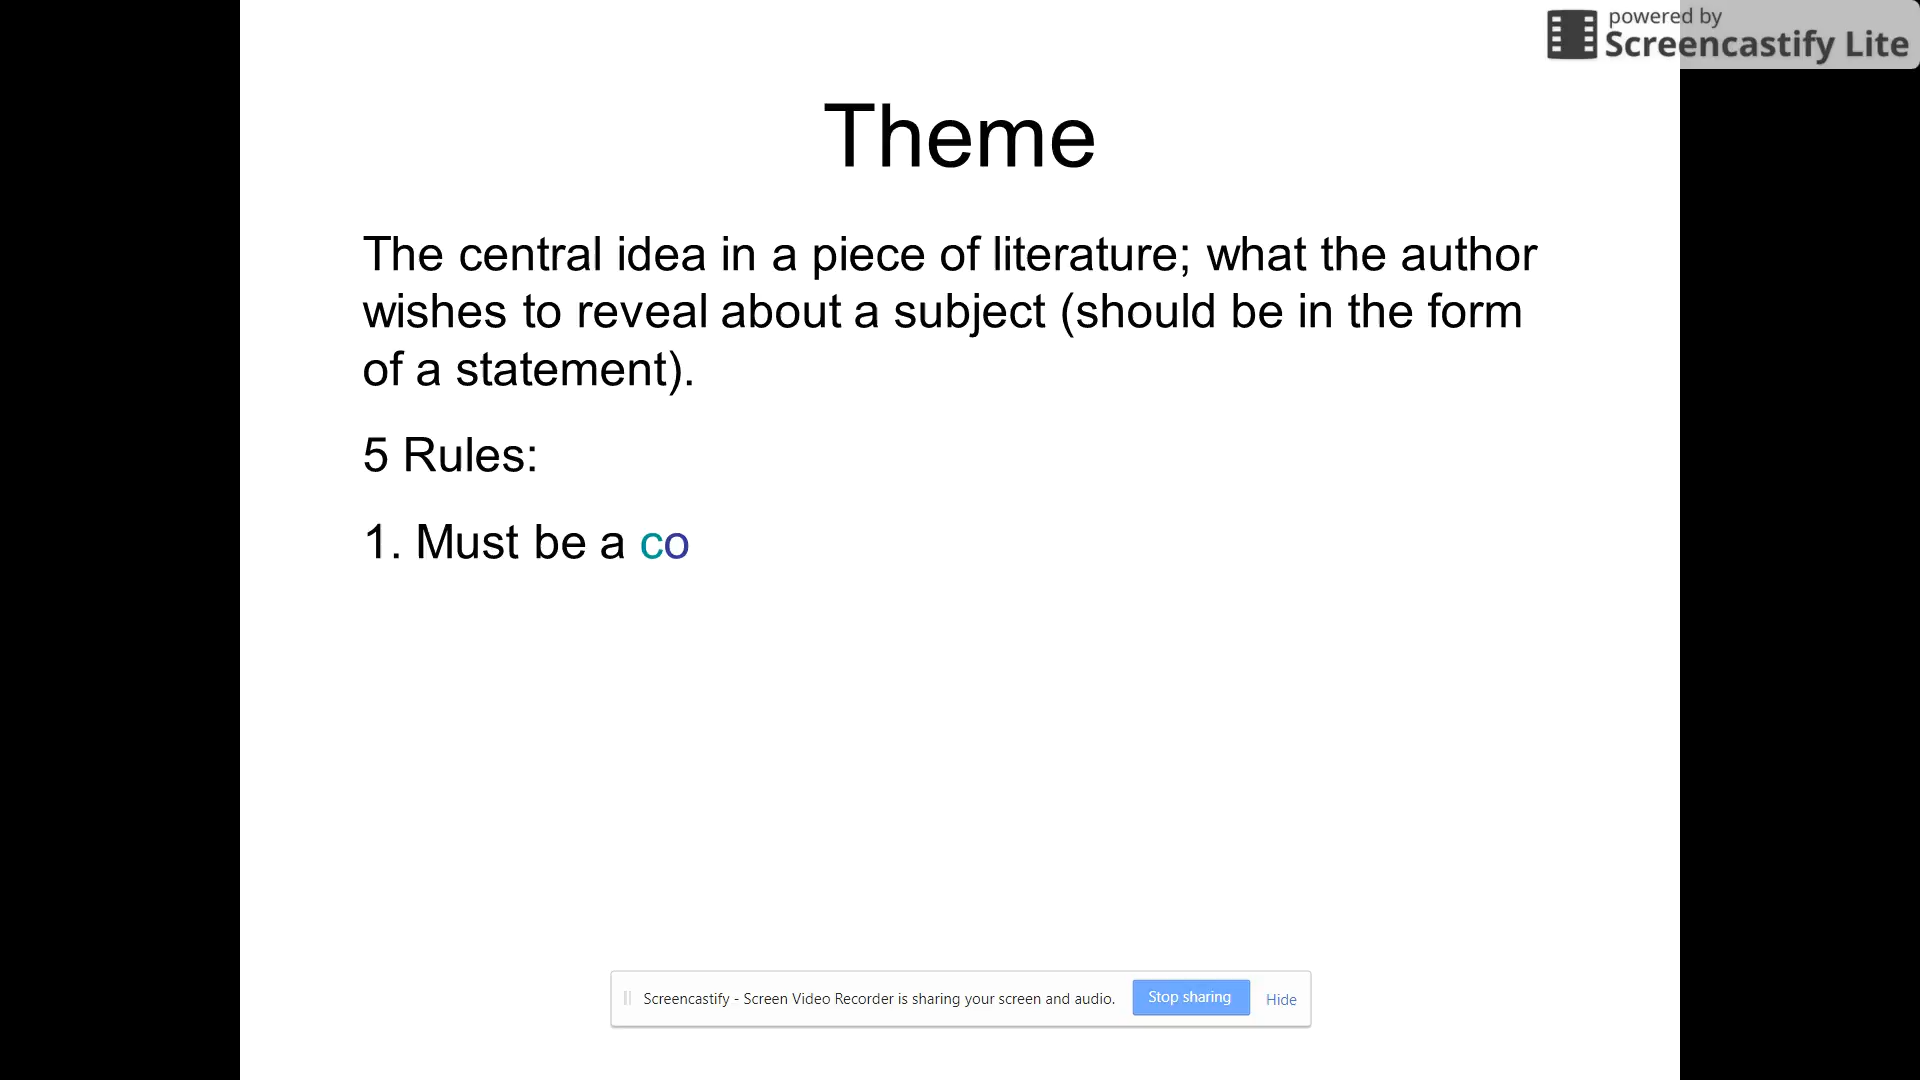 powered by
Screencastify Lite
Theme
The central idea in a piece of literature; what the author
wishes to reveal about a subject (should be in the form
of a statement).
5 Rules:
1. Must be a co
Screencastify - Screen Video Recorder is sharing your screen and audio. Stop sharing Hide